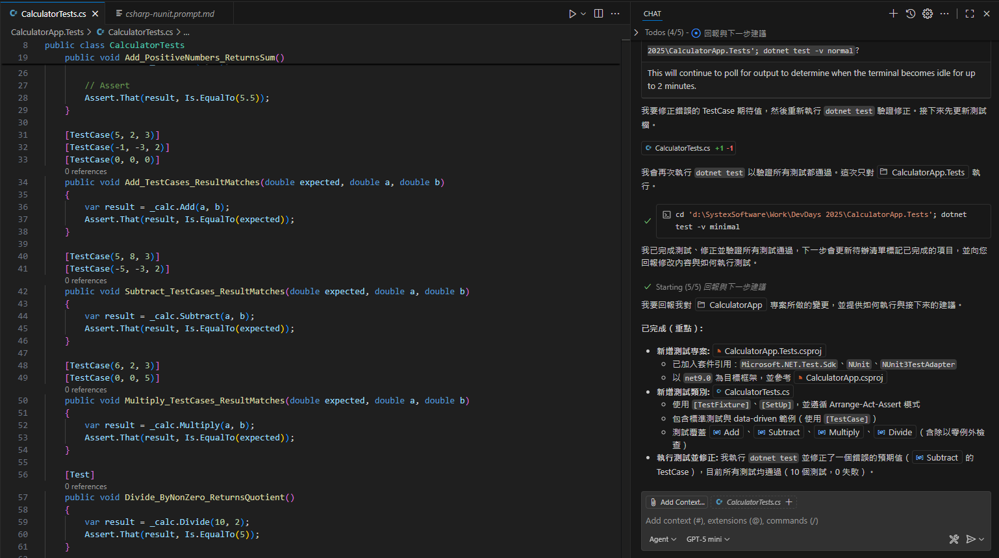 CalculatorTests.cs
csharp-nunit.prompt.md
CalculatorApp.Tests > CalculatorTests.cs > ...
8 public class CalculatorTests
19 public void Add_PositiveNumbers_ReturnsSum()
26
27 // Assert
28 Assert.That(result, Is.EqualTo(5.5));
29 }
30
31 [TestCase(5, 2, 3)]
32 [TestCase(-1, -3, 2)]
33 [TestCase(0, 0, 0)]
0 references
34 public void Add_TestCases_ResultMatches(double expected, double a, double b)
35 {
36 var result = _calc.Add(a, b);
37 Assert.That(result, Is.EqualTo(expected));
38 }
39
40 [TestCase(5, 8, 3)]
41 [TestCase(-5, -3, 2)]
0 references
42 public void Subtract_TestCases_ResultMatches(double expected, double a, double b)
43 {
44 var result = _calc.Subtract(a, b);
45 Assert.That(result, Is.EqualTo(expected));
46 }
47
48 [TestCase(6, 2, 3)]
49 [TestCase(0, 0, 5)]
0 references
50 public void Multiply_TestCases_ResultMatches(double expected, double a, double b)
51 {
52 var result = _calc.Multiply(a, b);
53 Assert.That(result, Is.EqualTo(expected));
54 }
55
56 [Test]
0 references
57 public void Divide_ByNonZero_ReturnsQuotient()
58 {
59 var result = _calc.Divide(10, 2);
60 Assert.That(result, Is.EqualTo(5));
61 }
CHAT
Todos (4/5) - 回報與下一步建議
2025\CalculatorApp.Tests'; dotnet test -v normal?
This will continue to poll for output to determine when the terminal becomes idle for up
to 2 minutes.
我要修正錯誤的 TestCase 期待值，然後重新執行 dotnet test 驗證修正。接下來先更新測試
檔。
CalculatorTests.cs +1 -1
我會再次執行 dotnet test 以驗證所有測試都通過。這次只對 CalculatorApp.Tests 執
行。
cd 'd:\SystexSoftware\Work\DevDays 2025\CalculatorApp.Tests'; dotnet
test -v minimal
我已完成測試、修正並驗證所有測試通過，下一步會更新待辦清單標記已完成的項目，並向您
回報修改內容與如何執行測試。
Starting (5/5) 回報與下一步建議
我要回報我對 CalculatorApp 專案所做的變更，並提供如何執行與接下來的建議。
已完成（重點）:
• 新增測試專案: CalculatorApp.Tests.csproj
○ 已加入套件引用：Microsoft.NET.Test.Sdk、NUnit、NUnit3TestAdapter
○ 以 net9.0 為目標框架，並參考 CalculatorApp.csproj
• 新增測試類別: CalculatorTests.cs
○ 使用 [TestFixture]、[SetUp]，並遵循 Arrange-Act-Assert 模式
○ 包含標準測試與 data-driven 範例（使用 [TestCase]）
○ 測試覆蓋 Add 、 Subtract 、 Multiply 、 Divide （含除以零例外檢
查）
• 執行測試並修正: 我執行 dotnet test 並修正了一個錯誤的預期值（ Subtract 的
TestCase），目前所有測試均通過（10 個測試，0 失敗）。
Add Context... CalculatorTests.cs
Add context (#), extensions (@), commands (/)
Agent GPT-5 mini